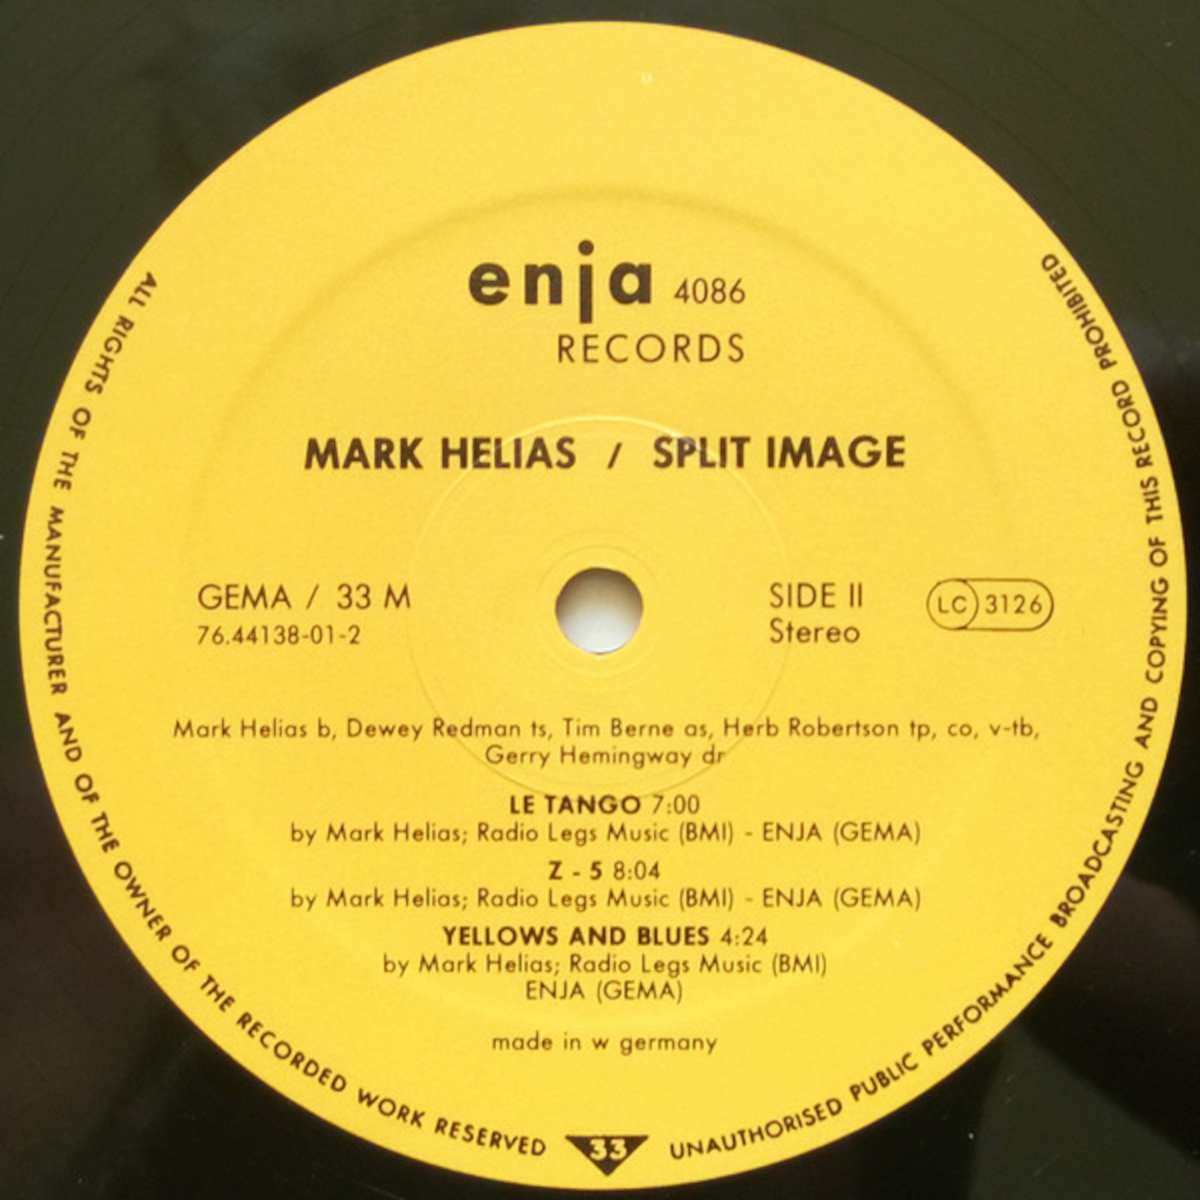 enja 4086
RECORDS
MARK HELIAS / SPLIT IMAGE
GEMA / 33 M
76.44138-01-2
SIDE II
Stereo
LC 3126
Mark Helias b, Dewey Redman ts, Tim Berne as, Herb Robertson tp, co, v-tb,
Gerry Hemingway dr
LE TANGO 7:00
by Mark Helias; Radio Legs Music (BMI) - ENJA (GEMA)
Z - 5 8:04
by Mark Helias; Radio Legs Music (BMI) - ENJA (GEMA)
YELLOWS AND BLUES 4:24
by Mark Helias; Radio Legs Music (BMI)
ENJA (GEMA)
made in w germany
ALL RIGHTS OF THE MANUFACTURER AND OF THE OWNER OF THE RECORDED WORK RESERVED
33
UNAUTHORISED PUBLIC PERFORMANCE BROADCASTING AND COPYING OF THIS RECORD PROHIBITED